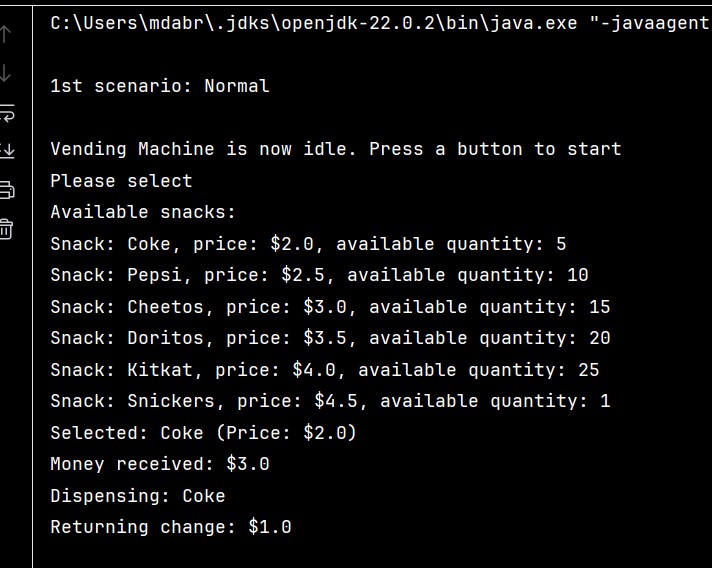 C:\Users\mdabr\.jdks\openjdk-22.0.2\bin\java.exe "-javaagent
1st scenario: Normal
Vending Machine is now idle. Press a button to start
Please select
Available snacks:
Snack: Coke, price: $2.0, available quantity: 5
Snack: Pepsi, price: $2.5, available quantity: 10
Snack: Cheetos, price: $3.0, available quantity: 15
Snack: Doritos, price: $3.5, available quantity: 20
Snack: Kitkat, price: $4.0, available quantity: 25
Snack: Snickers, price: $4.5, available quantity: 1
Selected: Coke (Price: $2.0)
Money received: $3.0
Dispensing: Coke
Returning change: $1.0